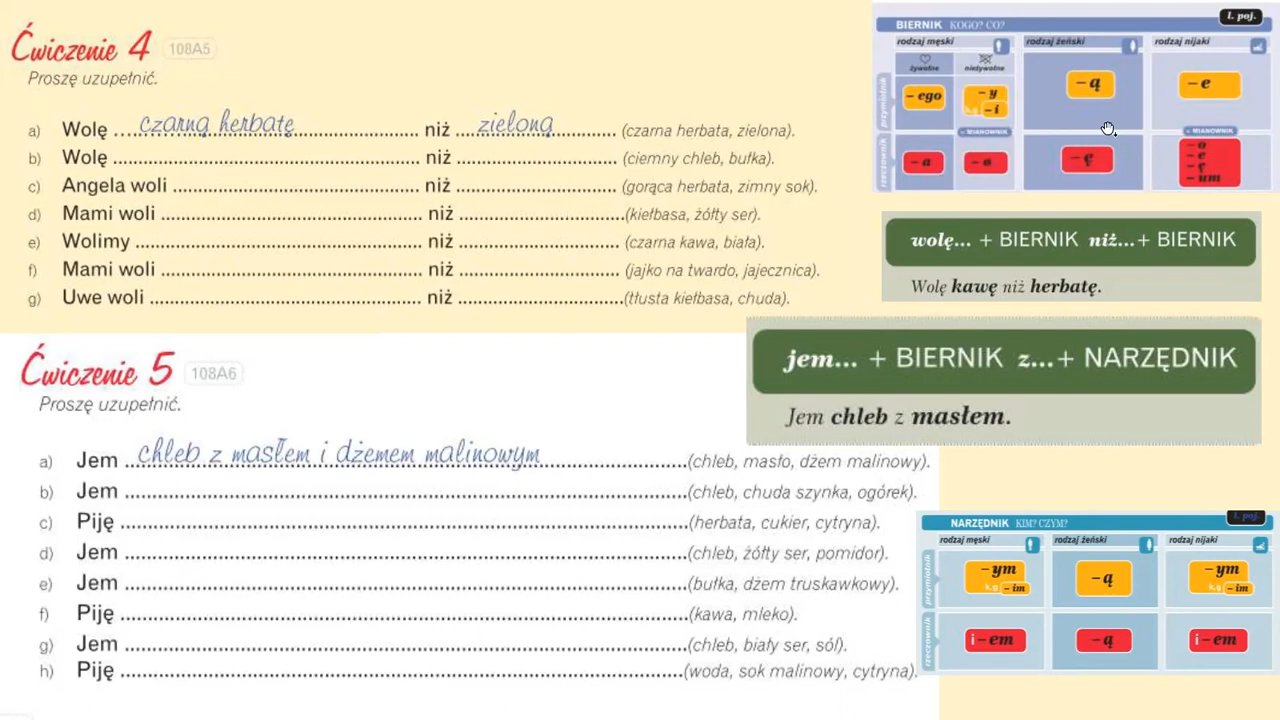 Ćwiczenie 4 108A5
Proszę uzupełnić.
a) Wolę ... czarną herbatę ... niż ... zieloną ... (czarna herbata, zielona).
b) Wolę ... niż ... (ciemny chleb, bułka).
c) Angela woli ... niż ... (gorąca herbata, zimny sok).
d) Mami woli ... niż ... (kiełbasa, żółty ser).
e) Wolimy ... niż ... (czarna kawa, biała).
f) Mami woli ... niż ... (jajko na twardo, jajecznica).
g) Uwe woli ... niż ... (tłusta kiełbasa, chuda).
Ćwiczenie 5 108A6
Proszę uzupełnić.
a) Jem ... chleb z masłem i dżemem malinowym ... (chleb, masło, dżem malinowy).
b) Jem ... (chleb, chuda szynka, ogórek).
c) Piję ... (herbata, cukier, cytryna).
d) Jem ... (chleb, żółty ser, pomidor).
e) Jem ... (bułka, dżem truskawkowy).
f) Piję ... (kawa, mleko).
g) Jem ... (chleb, biały ser, sól).
h) Piję ... (woda, sok malinowy, cytryna).
l. poj.
BIERNIK KOGO? CO?
rodzaj męski rodzaj żeński rodzaj nijaki
żywotne nieżywotne
przymiotnik
-ego -y -ą -e
k,g -i
= MIANOWNIK = MIANOWNIK
rzeczownik
-a -ø -ę -o
-e
-ę
-um
wolę... + BIERNIK niż...+ BIERNIK
Wolę kawę niż herbatę.
jem... + BIERNIK z...+ NARZĘDNIK
Jem chleb z masłem.
l. poj.
NARZĘDNIK KIM? CZYM?
rodzaj męski rodzaj żeński rodzaj nijaki
przymiotnik
-ym -ą -ym
k,g -im k,g -im
rzeczownik
i -em -ą i -em